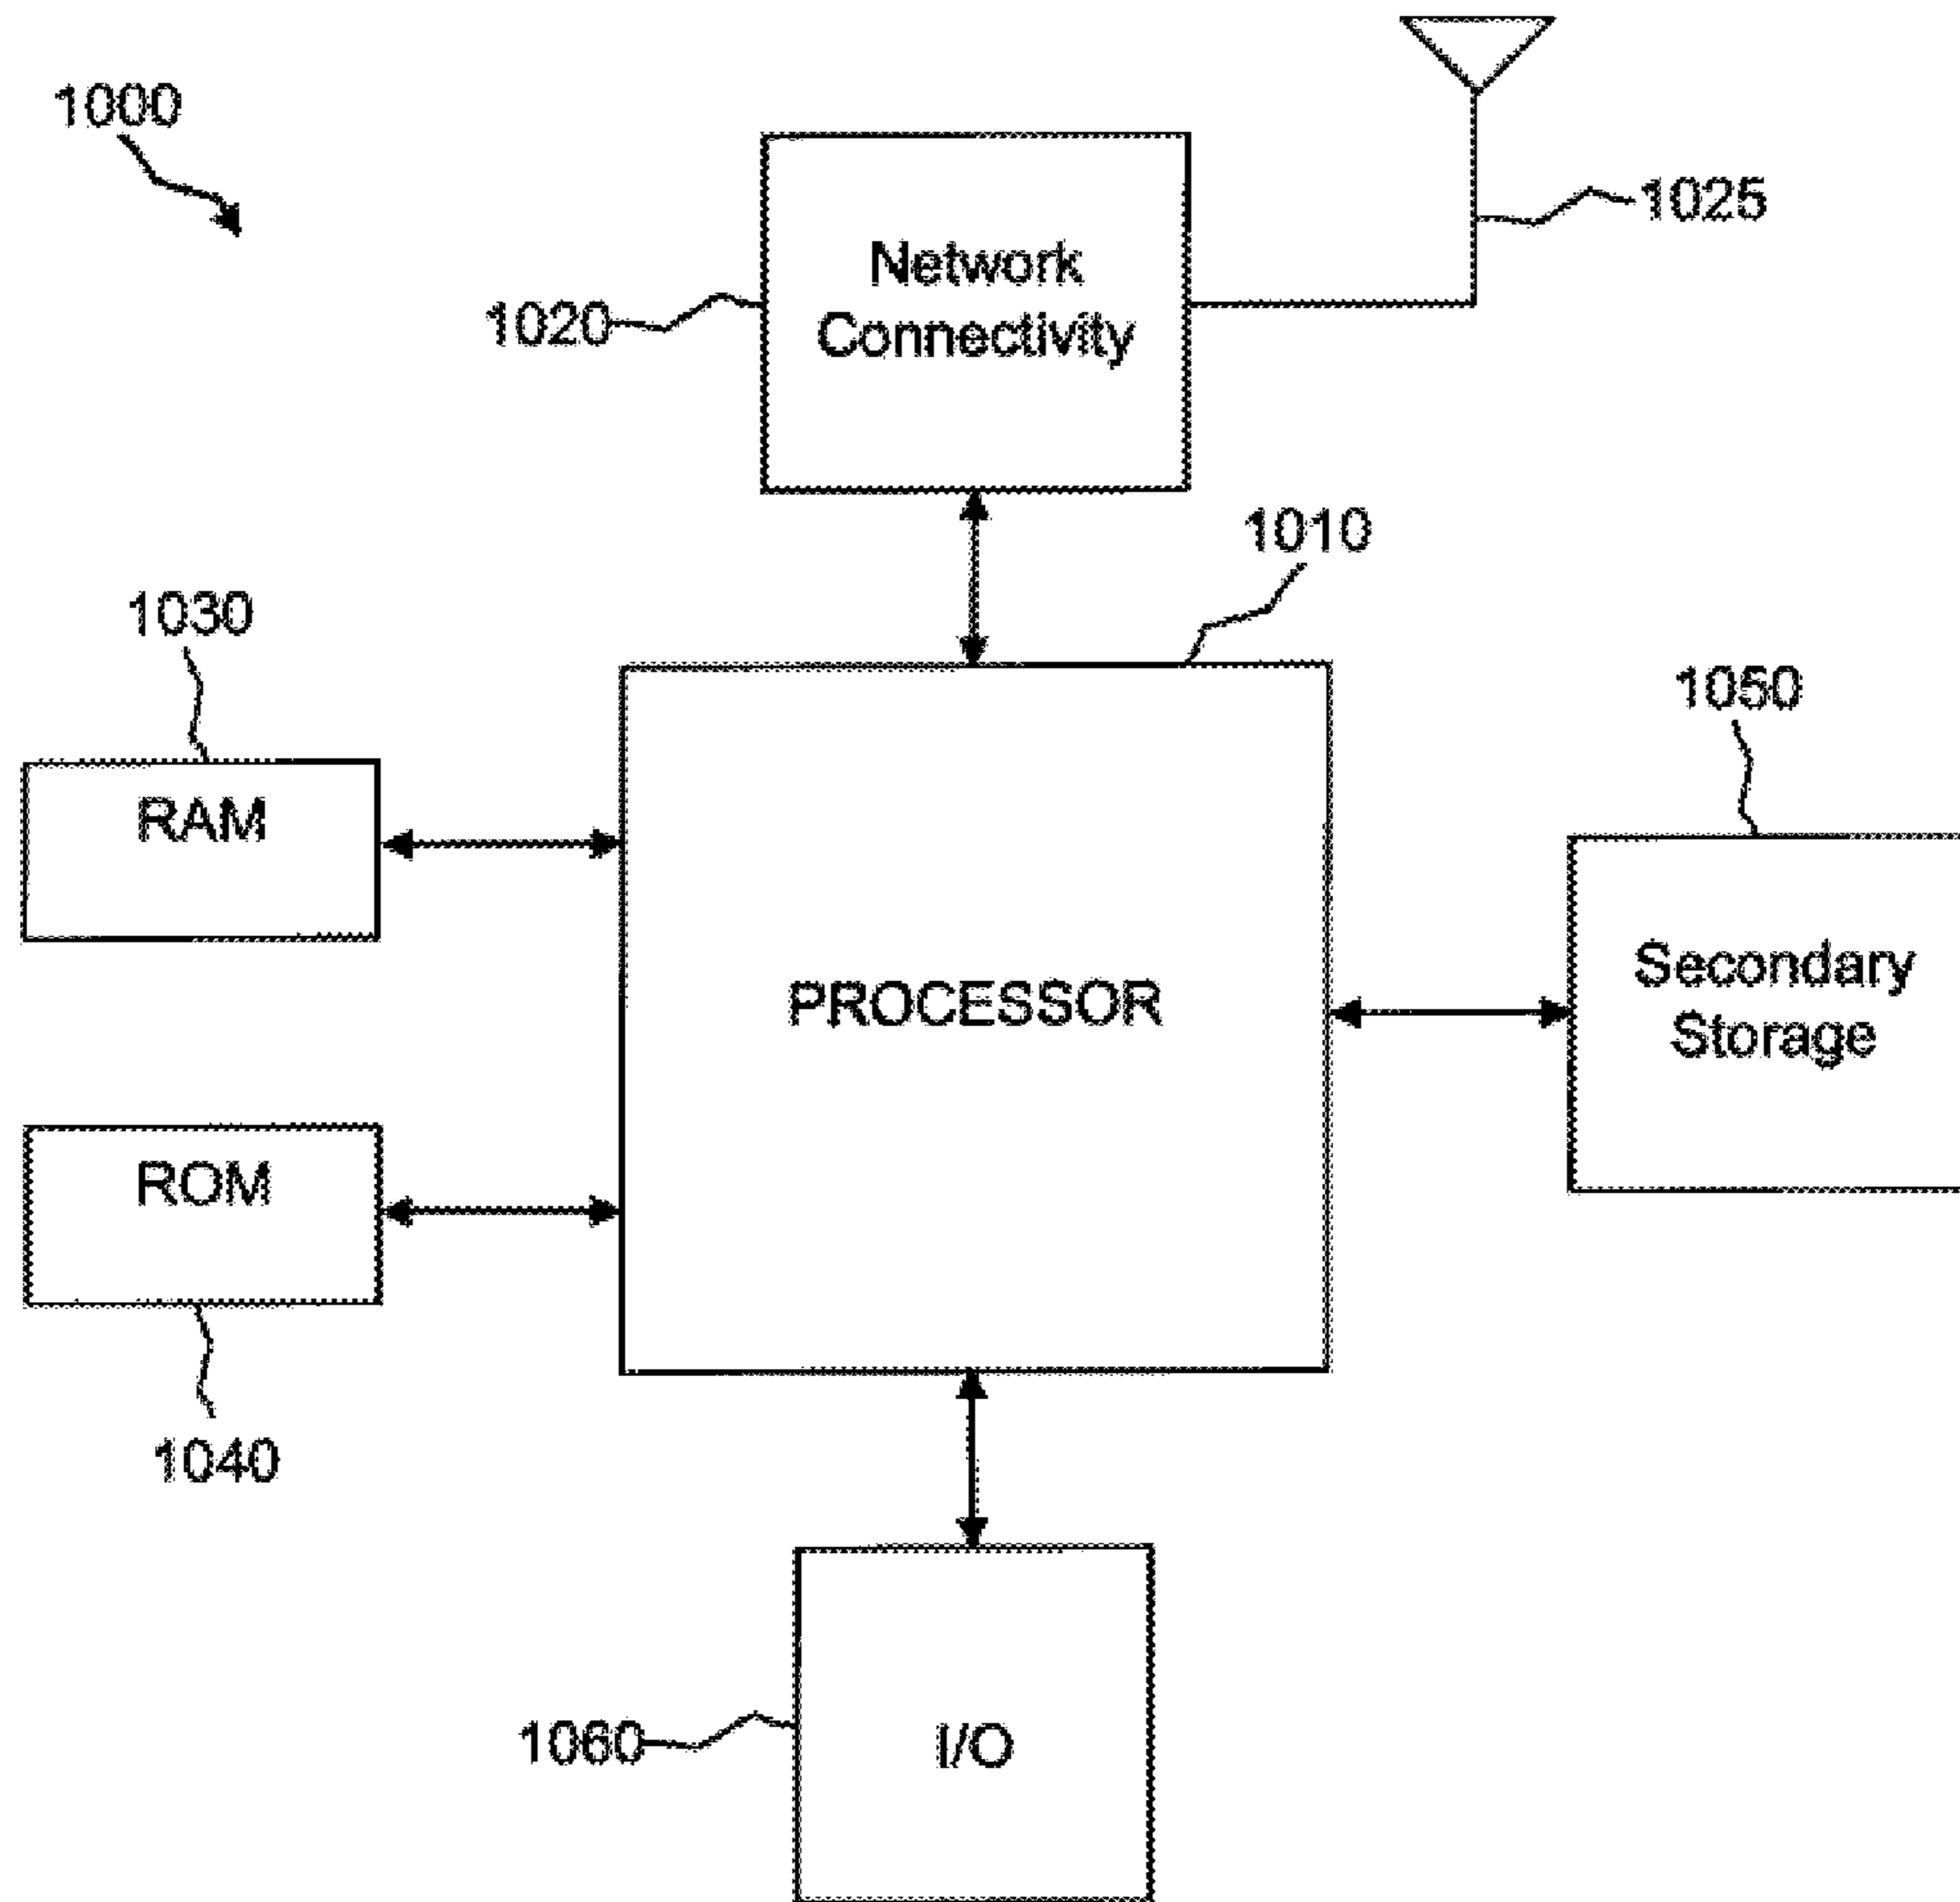 1000
1025
Network
Connectivity
1020
1010
1030
1050
RAM
Secondary
Storage
PROCESSOR
ROM
1040
1060
I/O